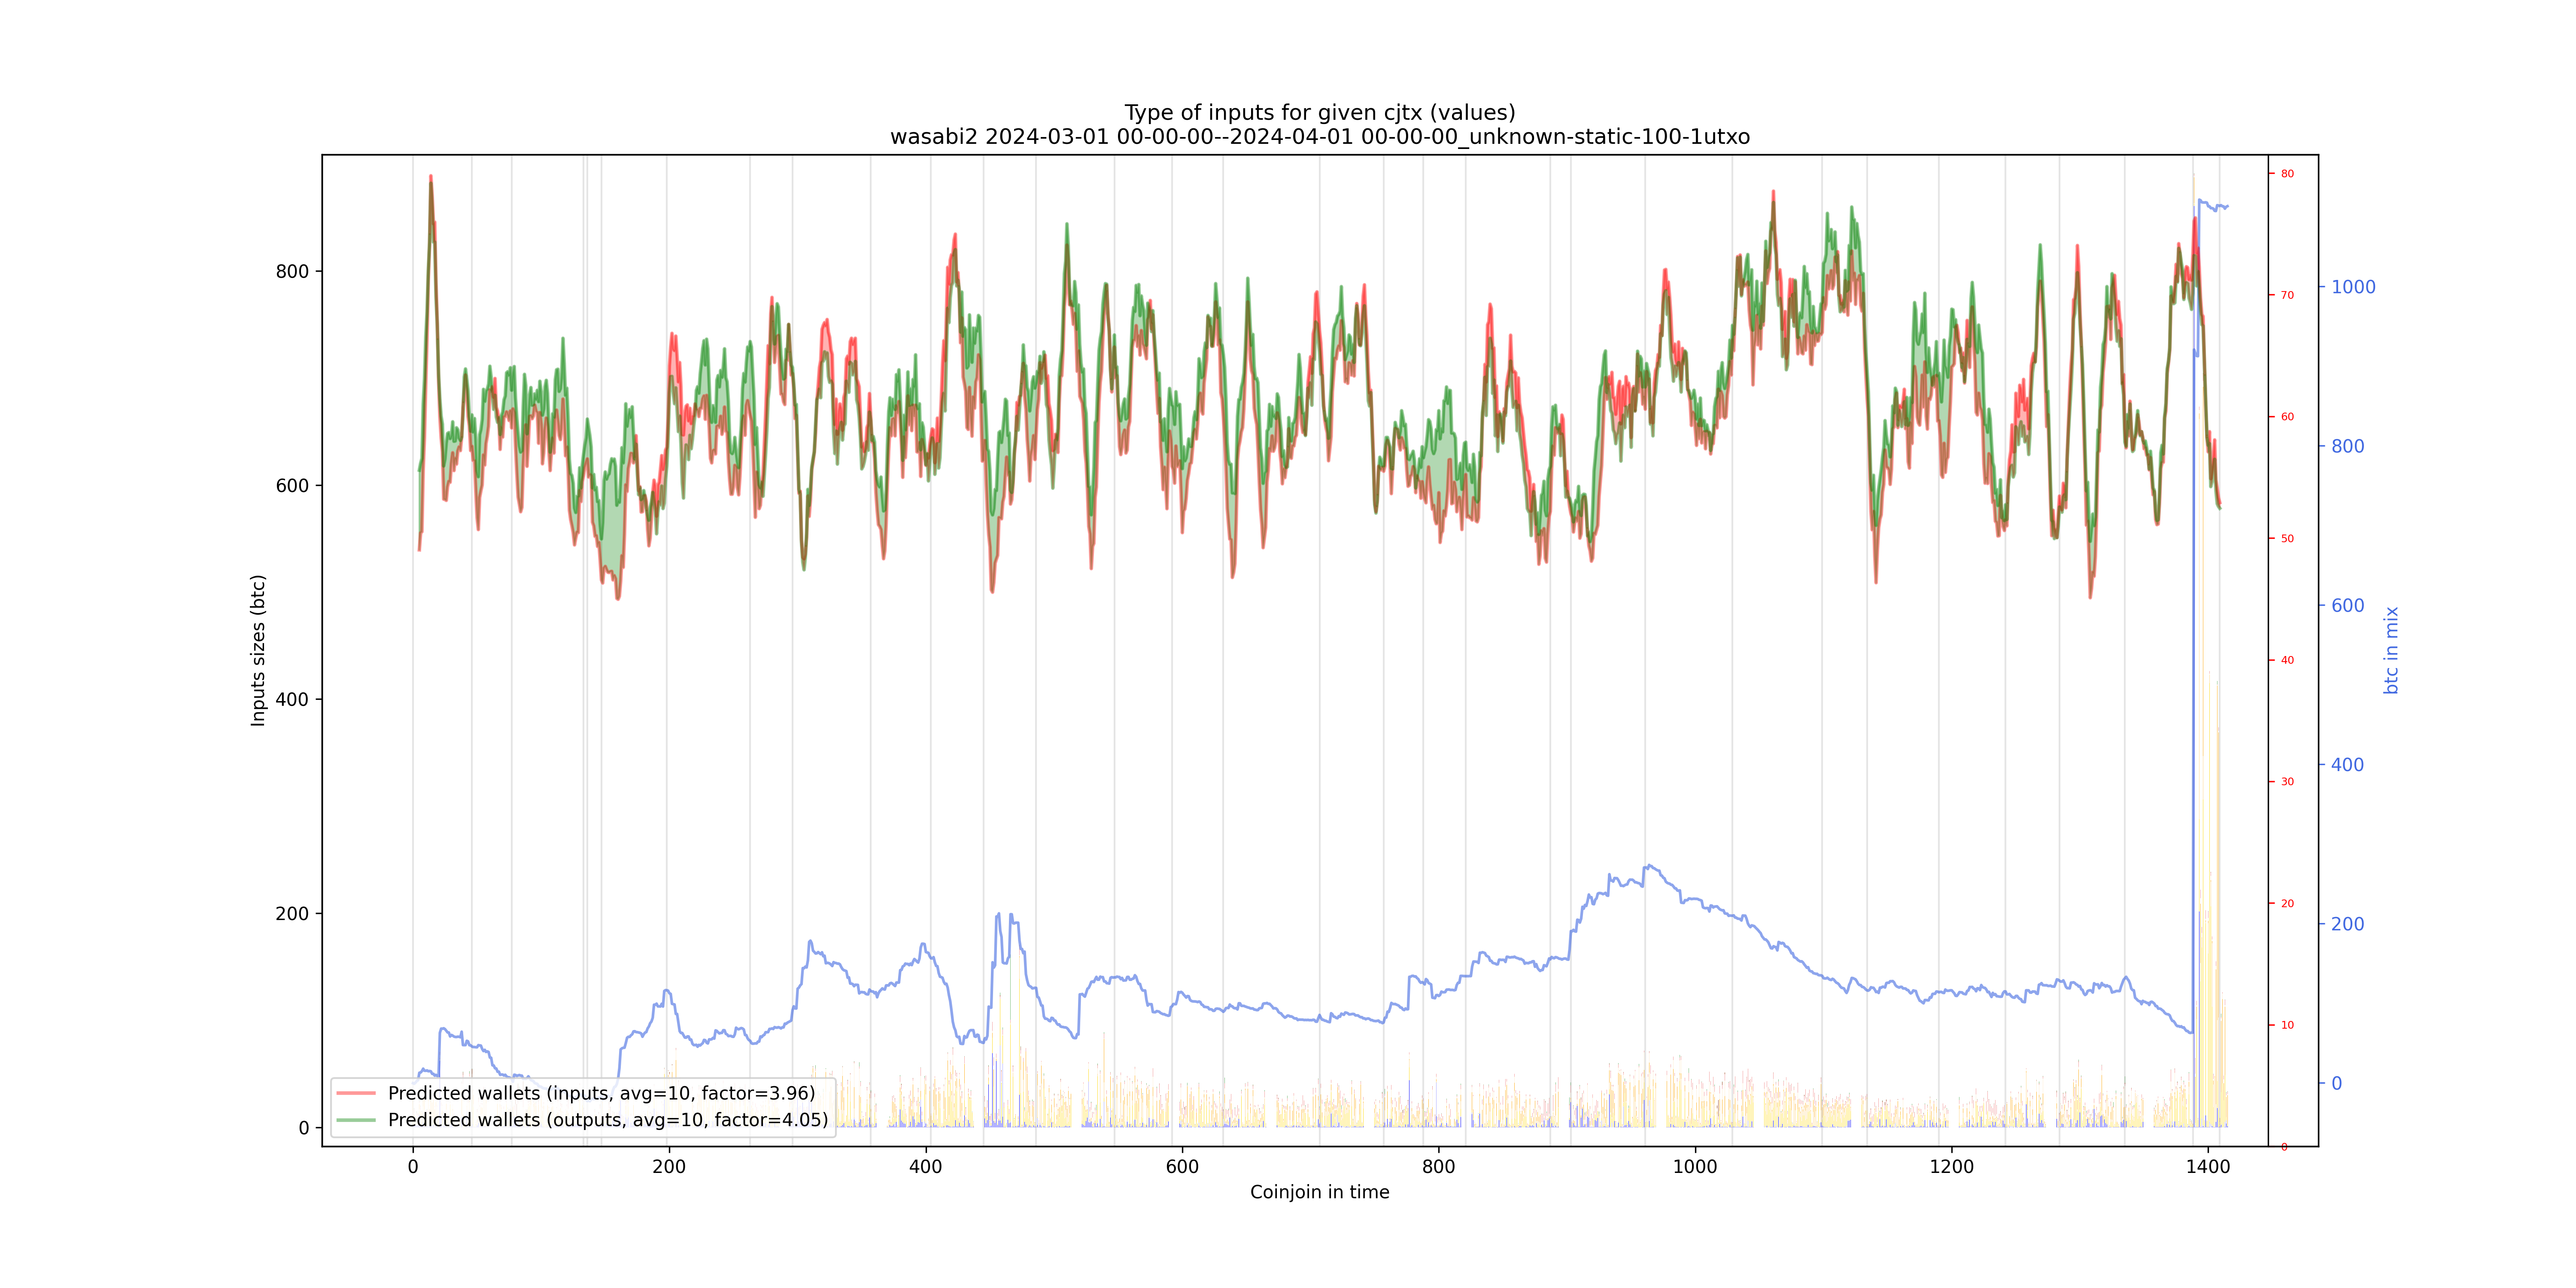 Type of inputs for given cjtx (values)
wasabi2 2024-03-01 00-00-00--2024-04-01 00-00-00_unknown-static-100-1utxo
Inputs sizes (btc)
800
600
400
200
0
Predicted wallets (inputs, avg=10, factor=3.96)
Predicted wallets (outputs, avg=10, factor=4.05)
0 200 400 600 800 1000 1200 1400
Coinjoin in time
80
70
60
50
40
30
20
10
0
1000
800
600
400
200
0
btc in mix